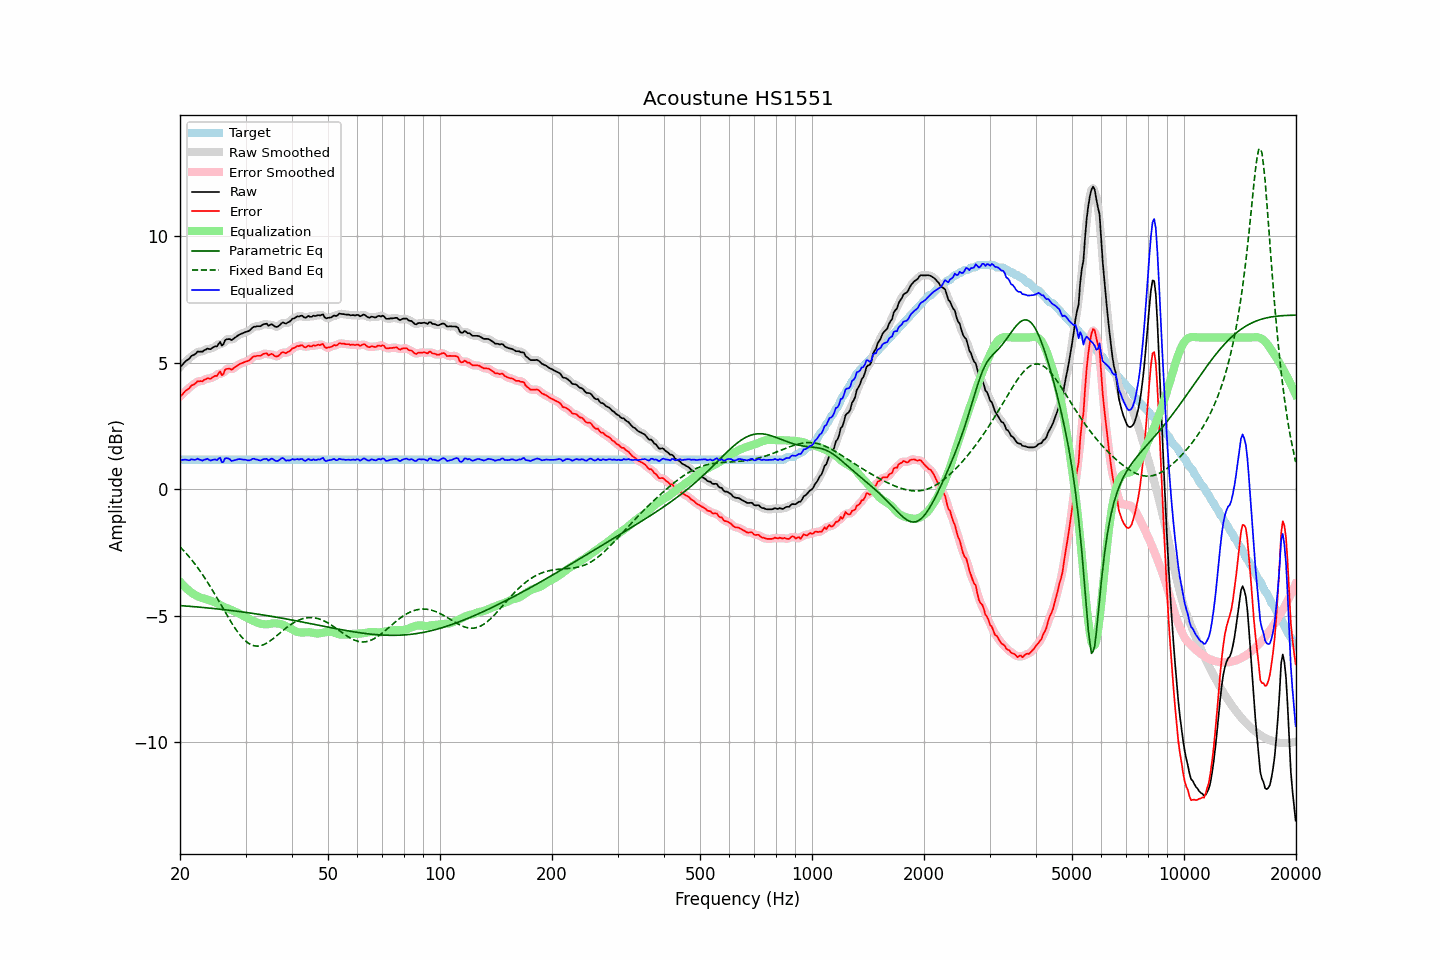 Acoustune HS1551
Target
Raw Smoothed
Error Smoothed
Raw
Error
Equalization
Parametric Eq
Fixed Band Eq
Equalized
Amplitude (dBr)
10
5
0
−5
−10
20 50 100 200 500 1000 2000 5000 10000 20000
Frequency (Hz)